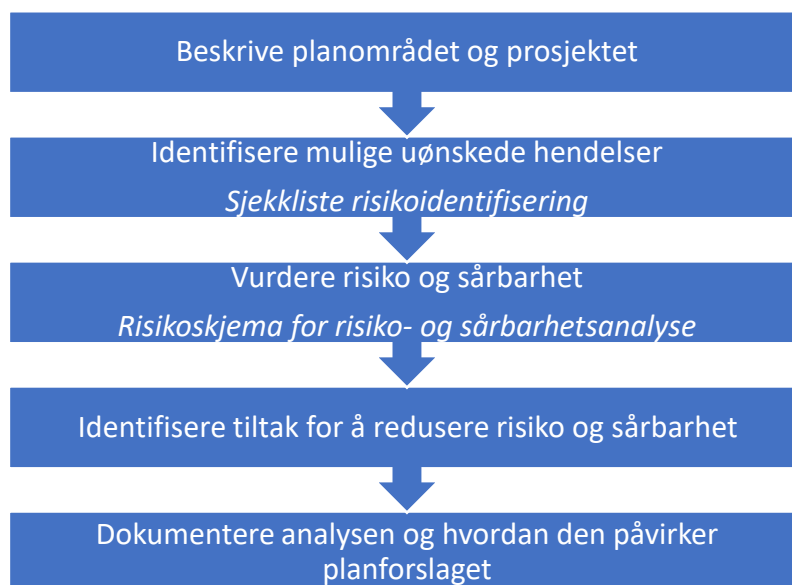 Beskrive planområdet og prosjektet
Identifisere mulige uønskede hendelser
Sjekkliste risikoidentifisering
Vurdere risiko og sårbarhet
Risikoskjema for risiko- og sårbarhetsanalyse
Identifisere tiltak for å redusere risiko og sårbarhet
Dokumentere analysen og hvordan den påvirker
planforslaget